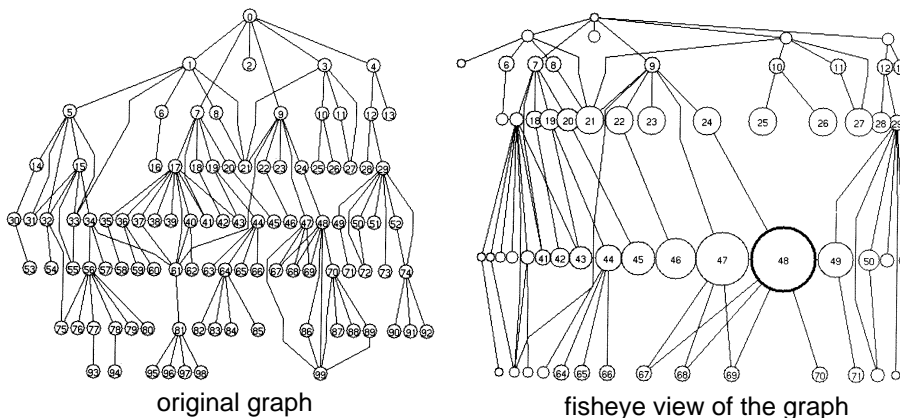 0
1 2 3 4
5 6 7 8 9 10 11 12 13
14 15 16 17 18 19 20 21 22 23 24 25 26 27 28 29
30 31 32 33 34 35 36 37 38 39 40 41 42 43 44 45 46 47 48 49 50 51 52
53 54 55 56 57 58 59 60 61 62 63 64 65 66 67 68 69 70 71 72 73 74
75 76 77 78 79 80 81 82 83 84 85 86 87 88 89 90 91 92
93 94 95 96 97 98 99
original graph
6 7 8 9 10 11 12
18 19 20 21 22 23 24 25 26 27 28 29
41 42 43 44 45 46 47 48 49 50
64 65 66 67 68 69 70 71
fisheye view of the graph